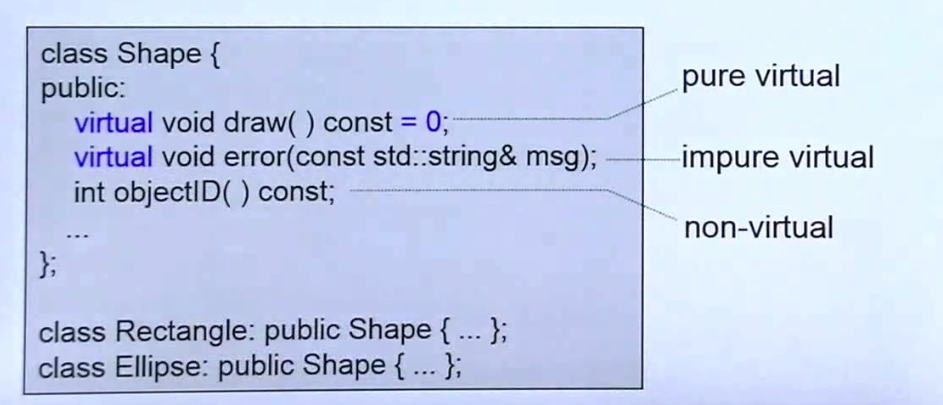 class Shape {
public:
virtual void draw( ) const = 0;
pure virtual
virtual void error(const std::string& msg);
impure virtual
int objectID( ) const;
non-virtual
...
};
class Rectangle: public Shape { ... };
class Ellipse: public Shape { ... };